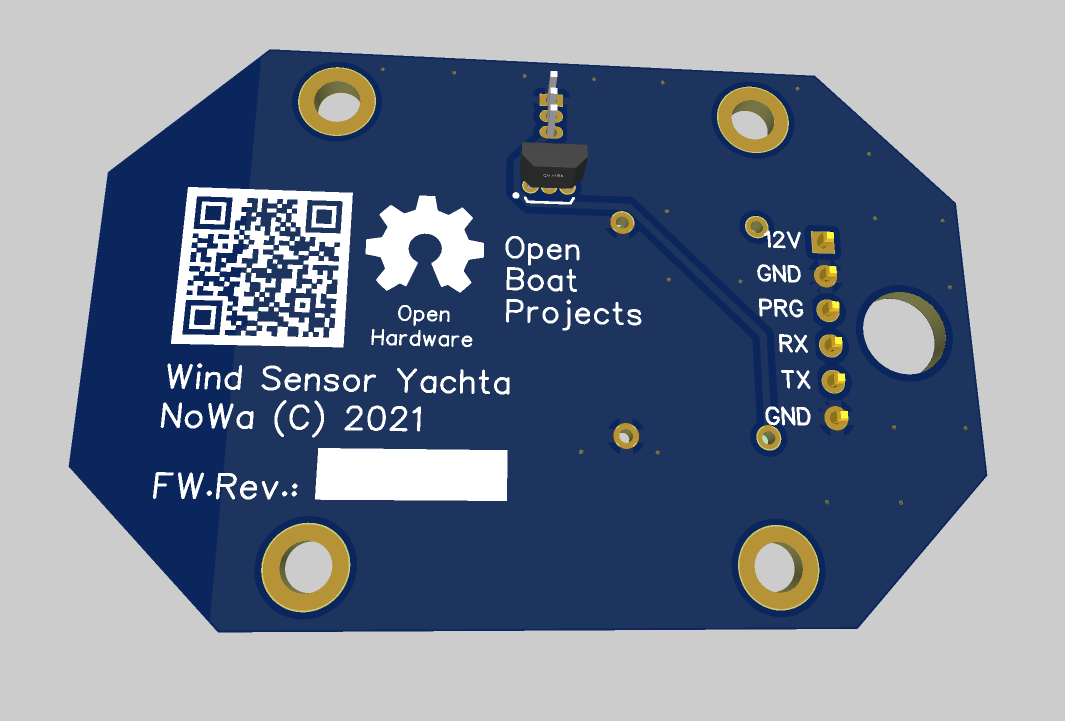 Open
Hardware
Open
Boat
Projects
Wind Sensor Yachta
NoWa (C) 2021
FW.Rev.:
12V
GND
PRG
RX
TX
GND